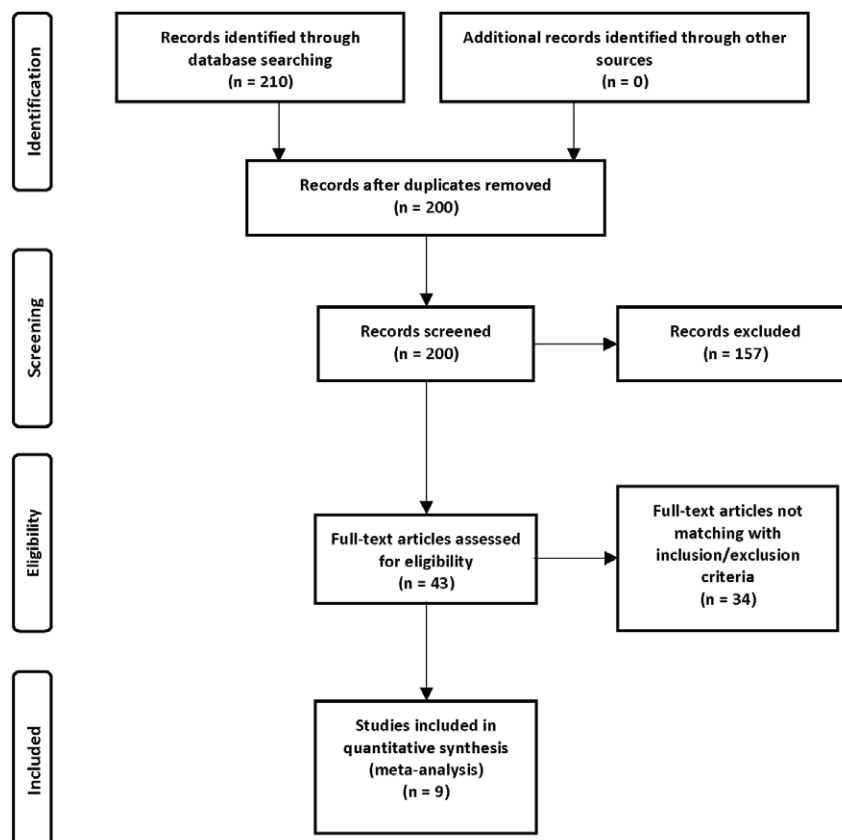 Identification
Records identified through
database searching
(n = 210)
Additional records identified through other
sources
(n = 0)
Records after duplicates removed
(n = 200)
Screening
Records screened
(n = 200)
Records excluded
(n = 157)
Eligibility
Full-text articles assessed
for eligibility
(n = 43)
Full-text articles not
matching with
inclusion/exclusion
criteria
(n = 34)
Included
Studies included in
quantitative synthesis
(meta-analysis)
(n = 9)